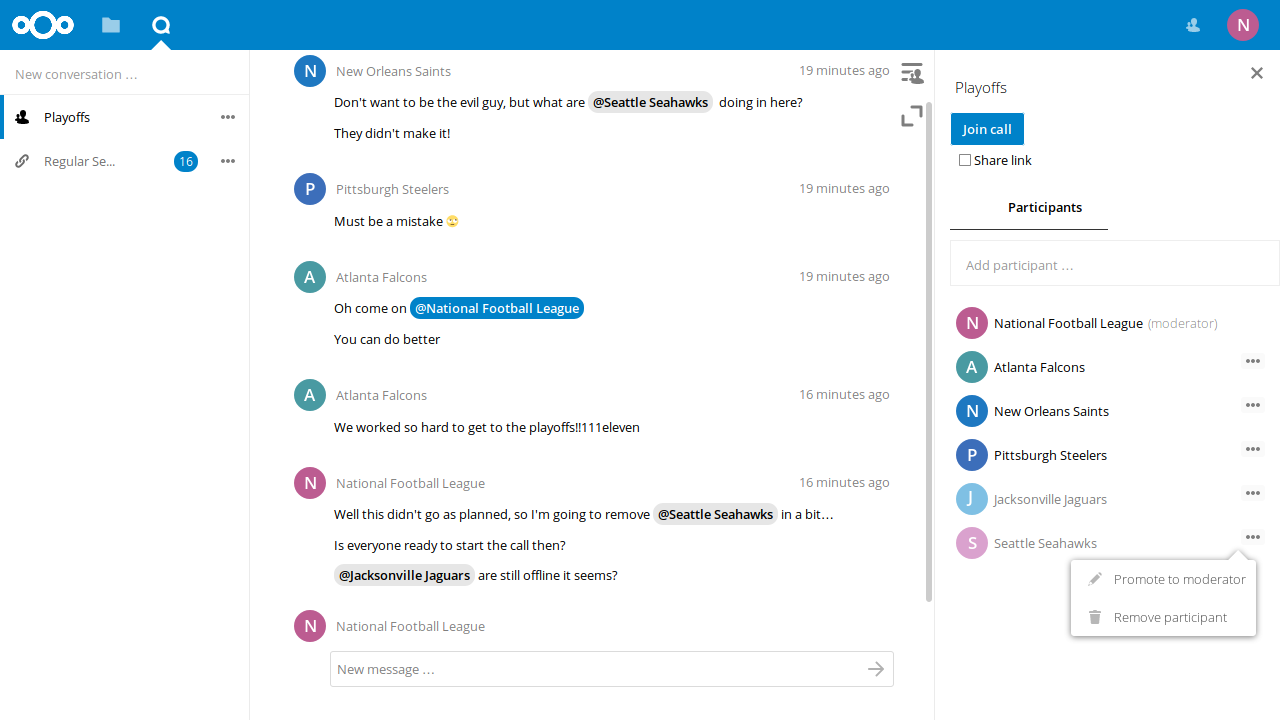 N
New conversation …
Playoffs
Regular Se...
16
N
New Orleans Saints
19 minutes ago
Don't want to be the evil guy, but what are @Seattle Seahawks doing in here?
They didn't make it!
P
Pittsburgh Steelers
19 minutes ago
Must be a mistake 🙄
A
Atlanta Falcons
19 minutes ago
Oh come on @National Football League
You can do better
A
Atlanta Falcons
16 minutes ago
We worked so hard to get to the playoffs!!111eleven
N
National Football League
16 minutes ago
Well this didn't go as planned, so I'm going to remove @Seattle Seahawks in a bit…
Is everyone ready to start the call then?
@Jacksonville Jaguars are still offline it seems?
N
National Football League
New message …
Playoffs
Join call
Share link
Participants
Add participant …
N
National Football League (moderator)
A
Atlanta Falcons
N
New Orleans Saints
P
Pittsburgh Steelers
J
Jacksonville Jaguars
S
Seattle Seahawks
Promote to moderator
Remove participant